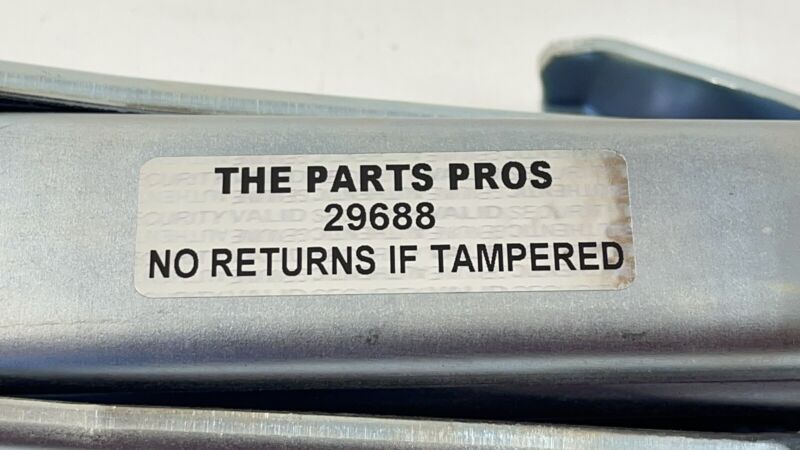 THE PARTS PROS
29688
NO RETURNS IF TAMPERED